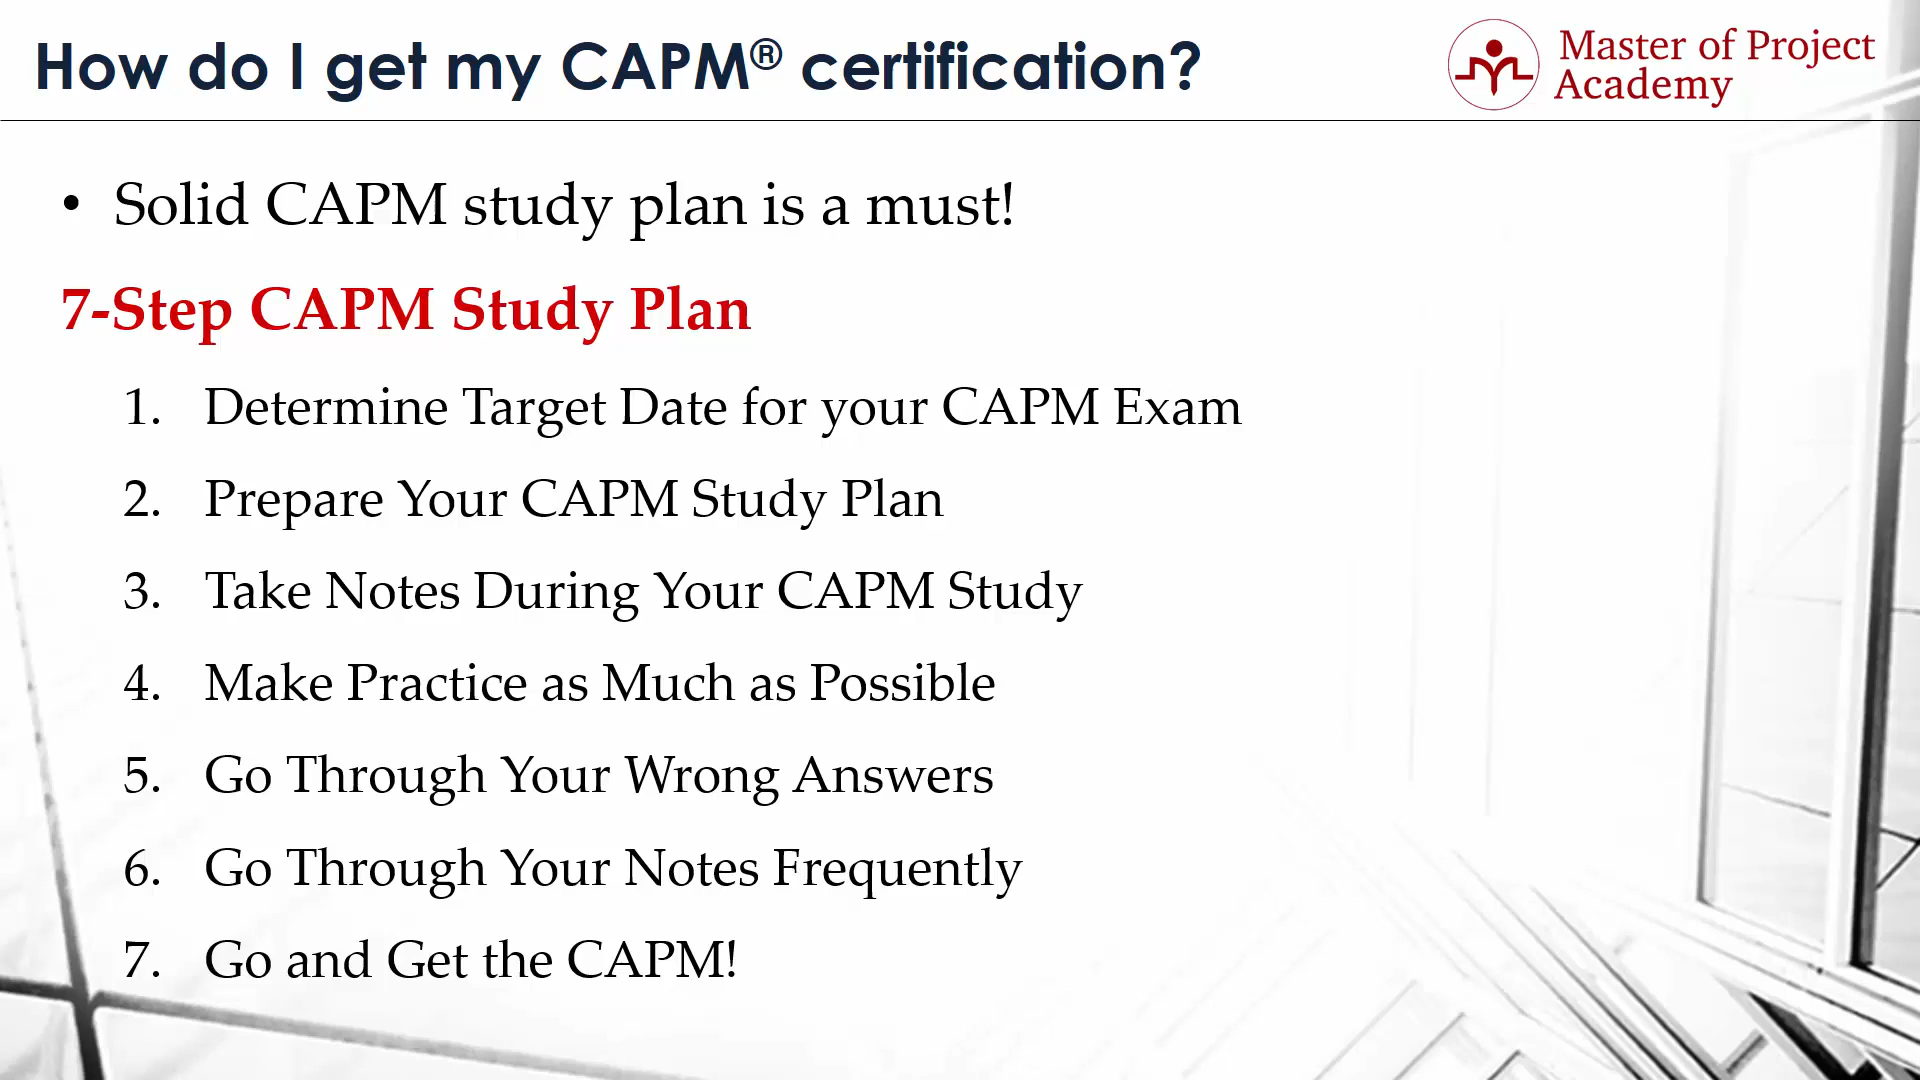 How do I get my CAPM® certification?
Master of Project
Academy
• Solid CAPM study plan is a must!
7-Step CAPM Study Plan
1. Determine Target Date for your CAPM Exam
2. Prepare Your CAPM Study Plan
3. Take Notes During Your CAPM Study
4. Make Practice as Much as Possible
5. Go Through Your Wrong Answers
6. Go Through Your Notes Frequently
7. Go and Get the CAPM!